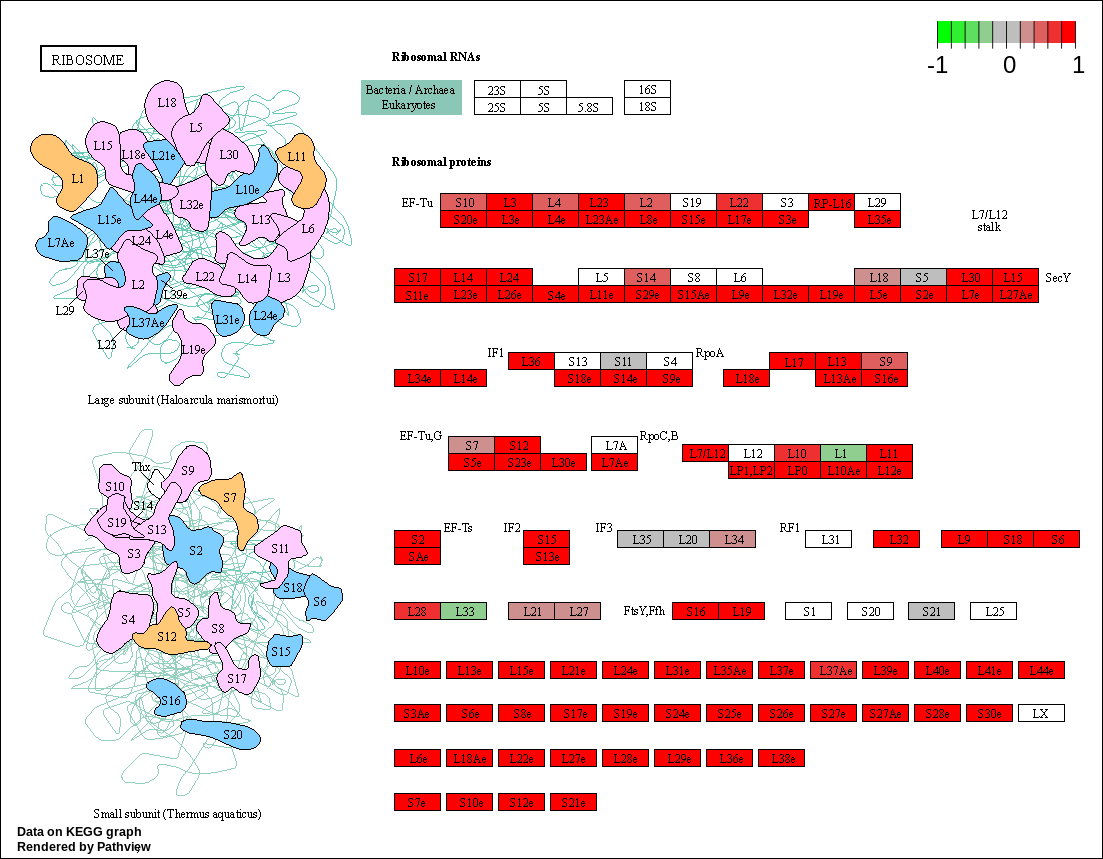 RIBOSOME
Ribosomal RNAs
-1 0 1
Bacteria / Archaea 23S 5S 16S
Eukaryotes 25S 5S 5.8S 18S
Ribosomal proteins
EF-Tu S10 L3 L4 L23 L2 S19 L22 S3 RP-L16 L29
S20e L3e L4e L23Ae L8e S15e L17e S3e L35e
L7/L12
stalk
S17 L14 L24 L5 S14 S8 L6 L18 S5 L30 L15 SecY
S11e L23e L26e S4e L11e S29e S15Ae L9e L32e L19e L5e S2e L7e L27Ae
IF1 L36 S13 S11 S4 RpoA L17 L13 S9
L34e L14e S18e S14e S9e L18e L13Ae S16e
EF-Tu,G S7 S12 L7A RpoC,B L7/L12 L12 L10 L1 L11
S5e S23e L30e L7Ae LP1,LP2 LP0 L10Ae L12e
S2 EF-Ts IF2 S15 IF3 L35 L20 L34 RF1 L31 L32 L9 S18 S6
SAe S13e
L28 L33 L21 L27 FtsY,Ffh S16 L19 S1 S20 S21 L25
L10e L13e L15e L21e L24e L31e L35Ae L37e L37Ae L39e L40e L41e L44e
S3Ae S6e S8e S17e S19e S24e S25e S26e S27e S27Ae S28e S30e LX
L6e L18Ae L22e L27e L28e L29e L36e L38e
S7e S10e S12e S21e
L18
L5
L15 L18e L21e L30 L11
L1
L44e L10e
L15e L32e L13 L6
L7Ae L24 L4e
L37e
L2 L22 L14 L3
L39e
L29
L37Ae L31e L24e
L23
L19e
Large subunit (Haloarcula marismortui)
Thx S9
S10 S7
S14
S19 S13
S3 S2 S11
S18
S6
S4 S5
S12 S8
S15
S17
S16
S20
Small subunit (Thermus aquaticus)
Data on KEGG graph
Rendered by Pathview